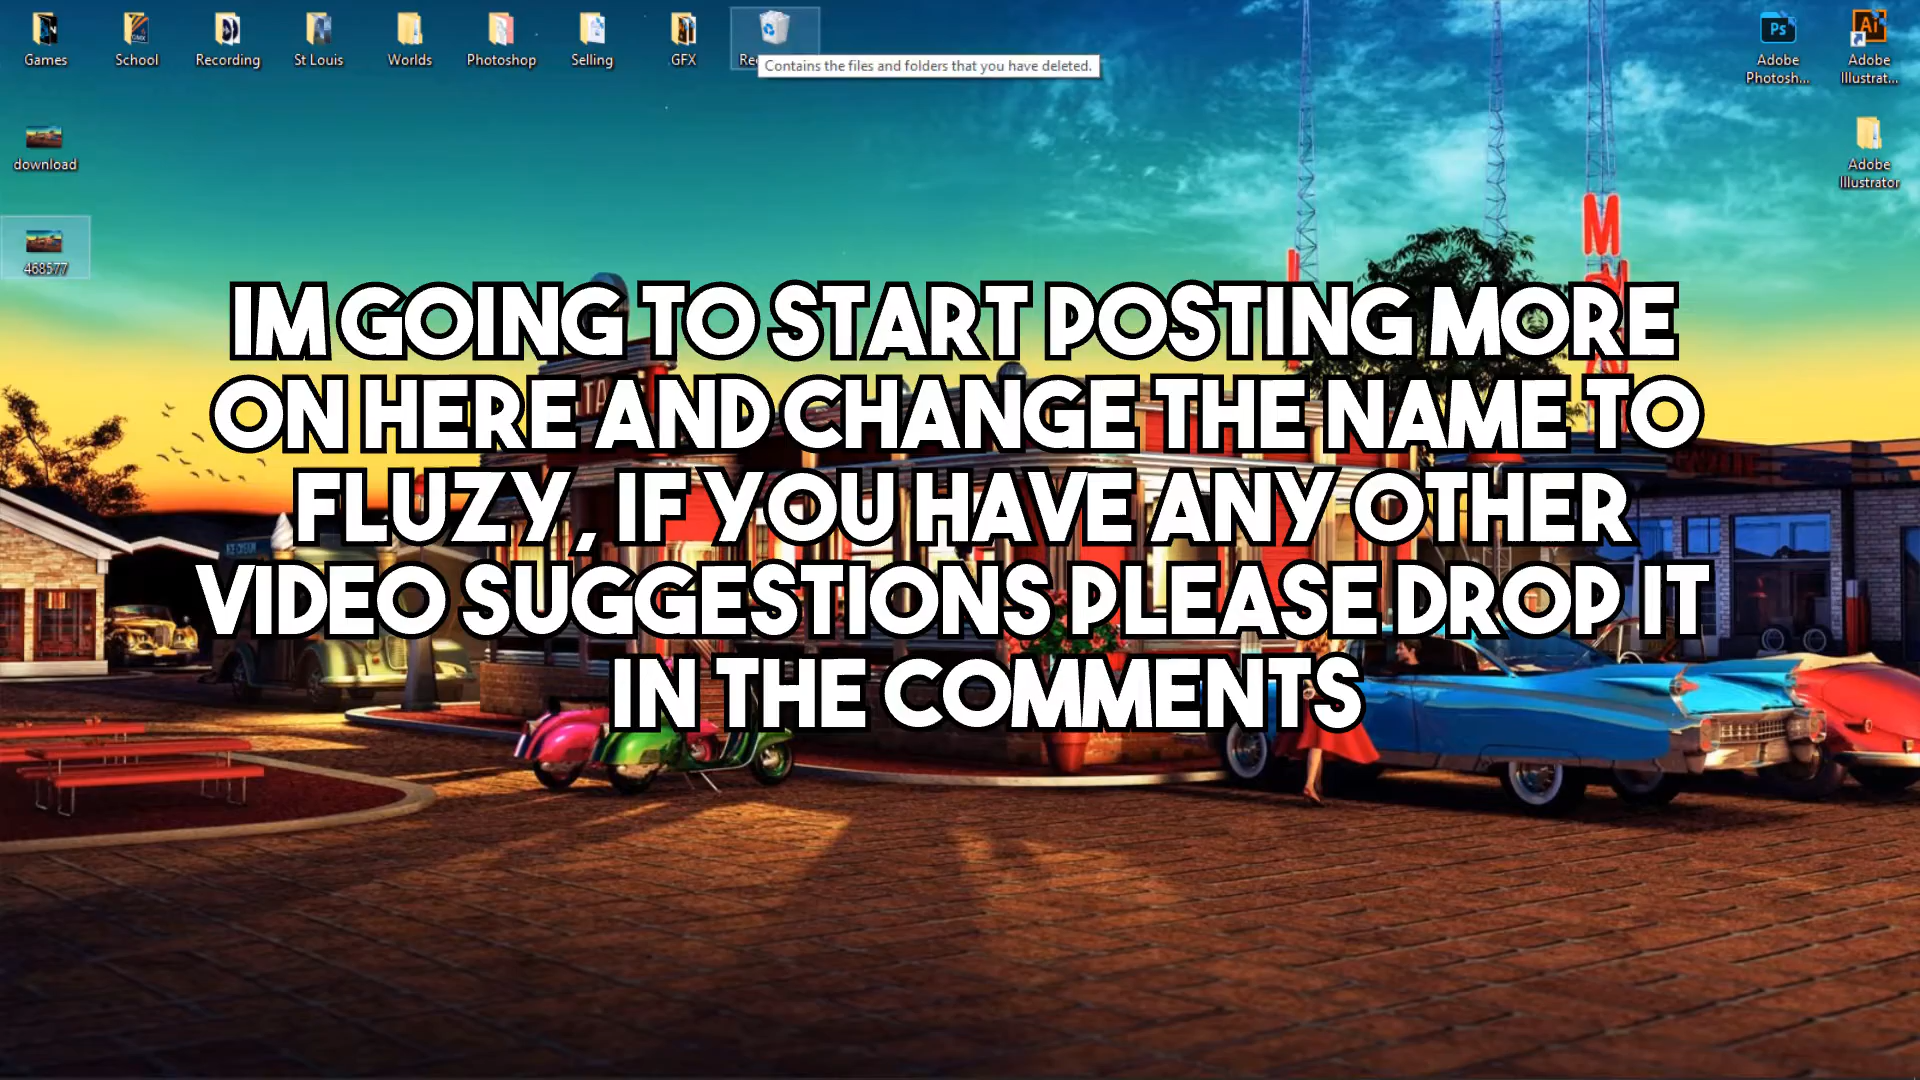 Games
School
Recording
St Louis
Worlds
Photoshop
Selling
GFX
Contains the files and folders that you have deleted.
Adobe
Photosh...
Adobe
Illustrat...
Ps
Ai
download
Adobe
Illustrator
468577
M
IM GOING TO START POSTING MORE
ON HERE AND CHANGE THE NAME TO
FLUZY, IF YOU HAVE ANY OTHER
VIDEO SUGGESTIONS PLEASE DROP IT
IN THE COMMENTS